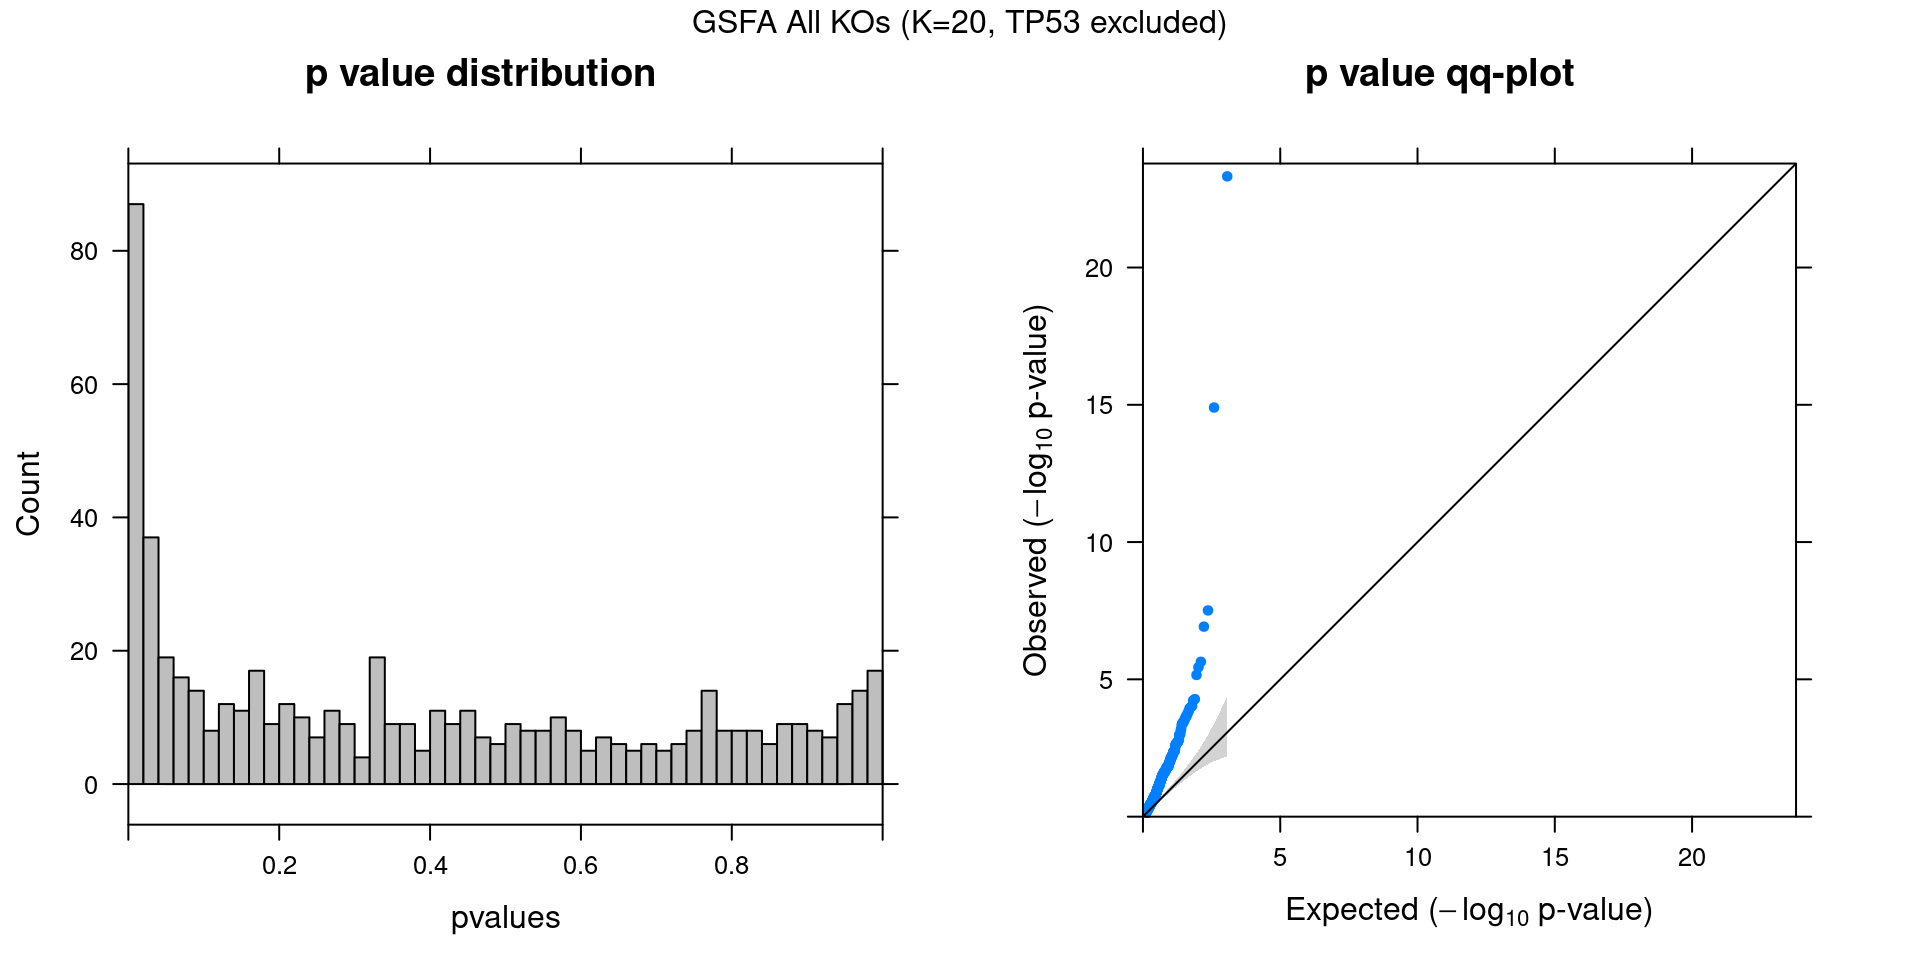 GSFA All KOs (K=20, TP53 excluded)
p value distribution
Count
80
60
40
20
0
0.2 0.4 0.6 0.8
pvalues
p value qq-plot
Observed (−log10 p-value)
20
15
10
5
5 10 15 20
Expected (−log10 p-value)